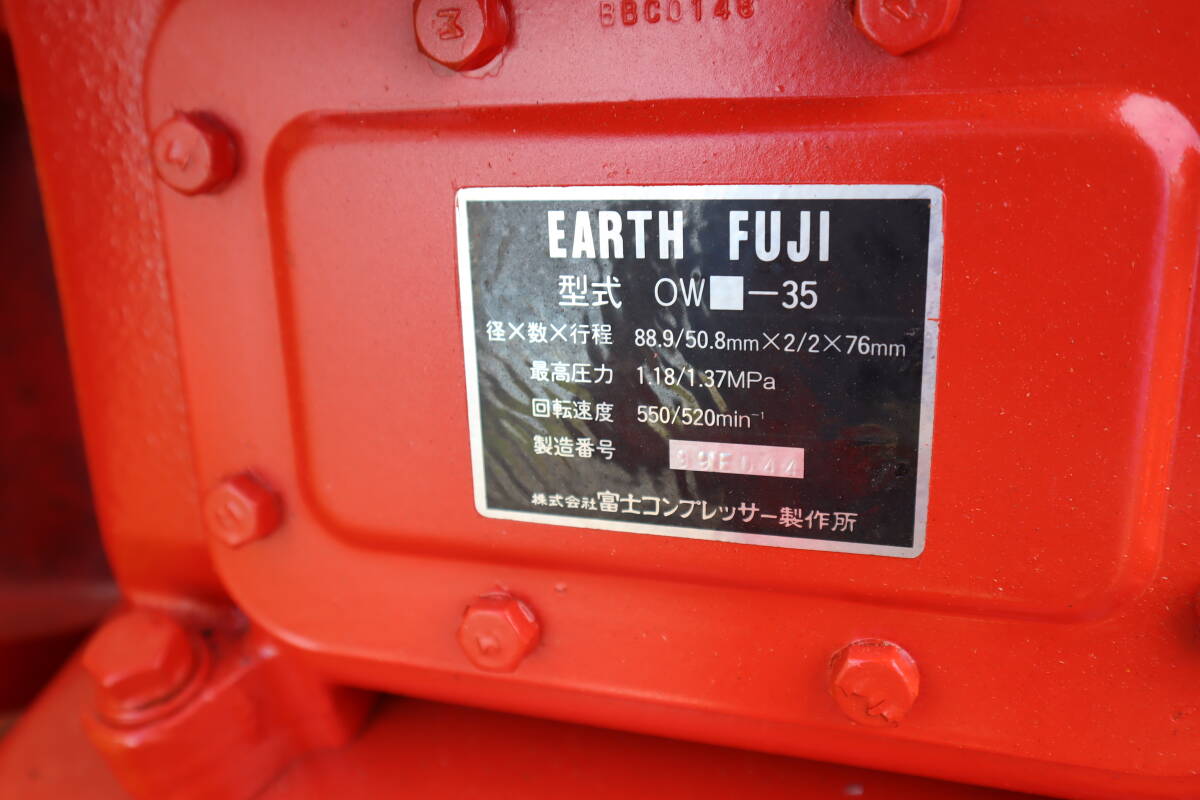 BBC0146
EARTH FUJI
型式 OW■-35
径×数×行程 88.9/50.8mm×2/2×76mm
最高圧力 1.18/1.37MPa
回転速度 550/520min⁻¹
製造番号
株式会社富士コンプレッサー製作所